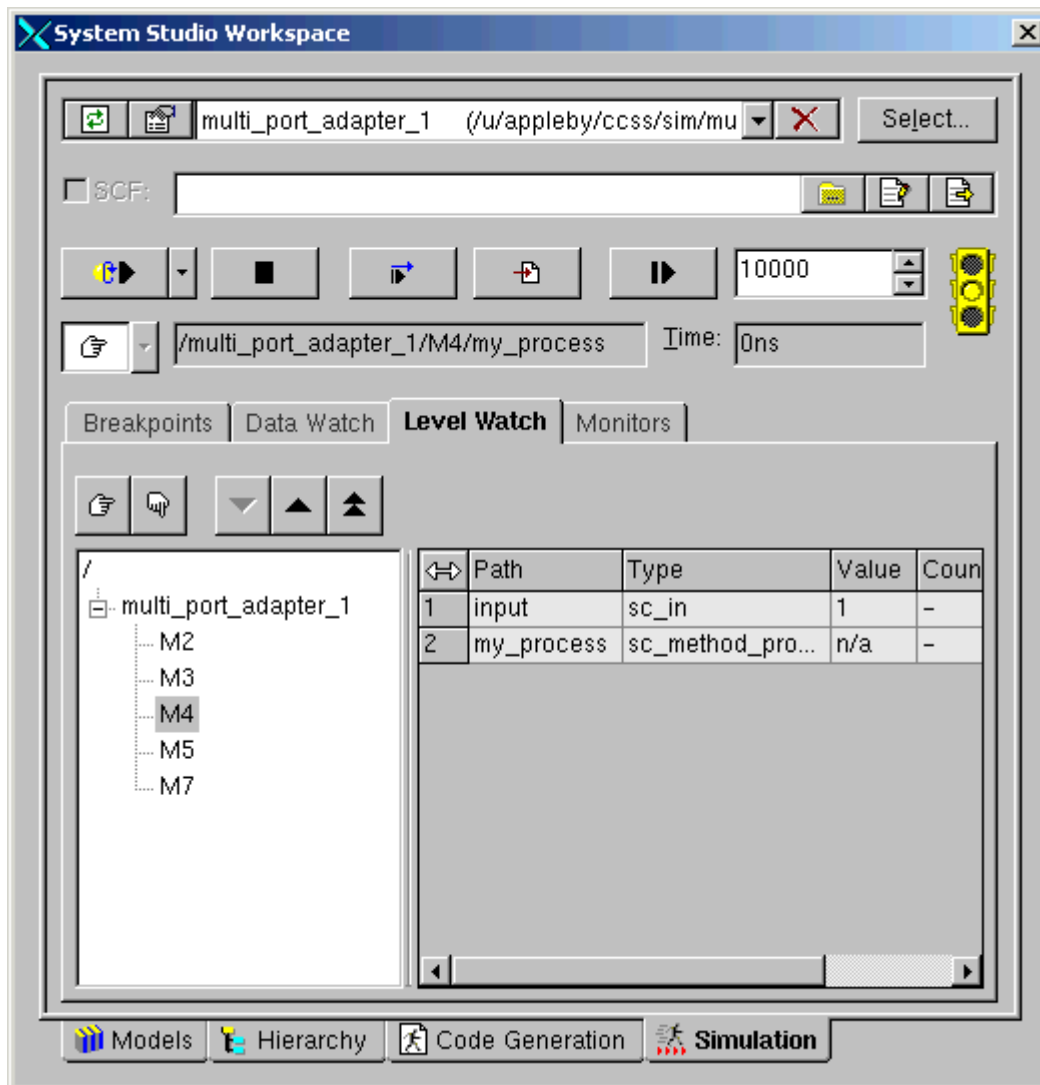 System Studio Workspace
multi_port_adapter_1 (/u/appleby/ccss/sim/mu Select...
SCF:
10000
/multi_port_adapter_1/M4/my_process Time: 0ns
Breakpoints Data Watch Level Watch Monitors
/ Path Type Value Coun
multi_port_adapter_1 1 input sc_in 1 –
M2 2 my_process sc_method_pro... n/a –
M3
M4
M5
M7
Models Hierarchy Code Generation Simulation